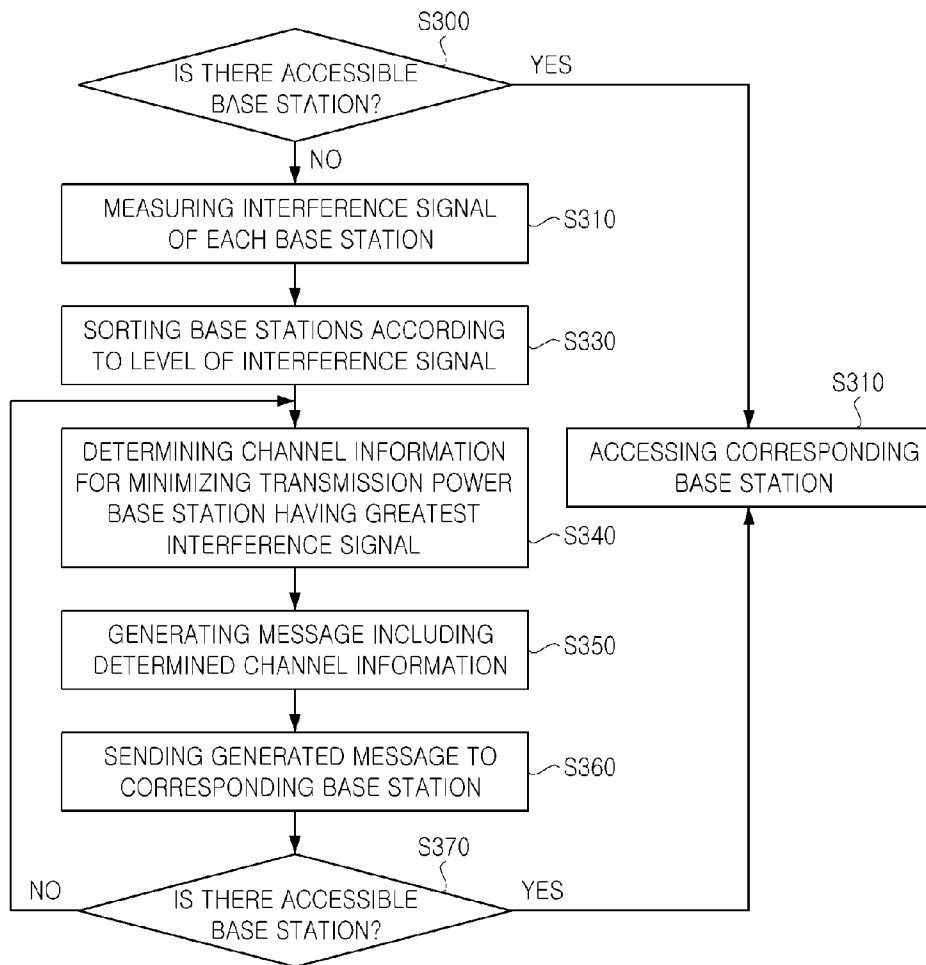 S300
IS THERE ACCESSIBLE
BASE STATION?
YES
NO
MEASURING INTERFERENCE SIGNAL
OF EACH BASE STATION
S310
SORTING BASE STATIONS ACCORDING
TO LEVEL OF INTERFERENCE SIGNAL
S330
S310
ACCESSING CORRESPONDING
BASE STATION
DETERMINING CHANNEL INFORMATION
FOR MINIMIZING TRANSMISSION POWER
BASE STATION HAVING GREATEST
INTERFERENCE SIGNAL
S340
GENERATING MESSAGE INCLUDING
DETERMINED CHANNEL INFORMATION
S350
SENDING GENERATED MESSAGE TO
CORRESPONDING BASE STATION
S360
S370
NO
IS THERE ACCESSIBLE
BASE STATION?
YES